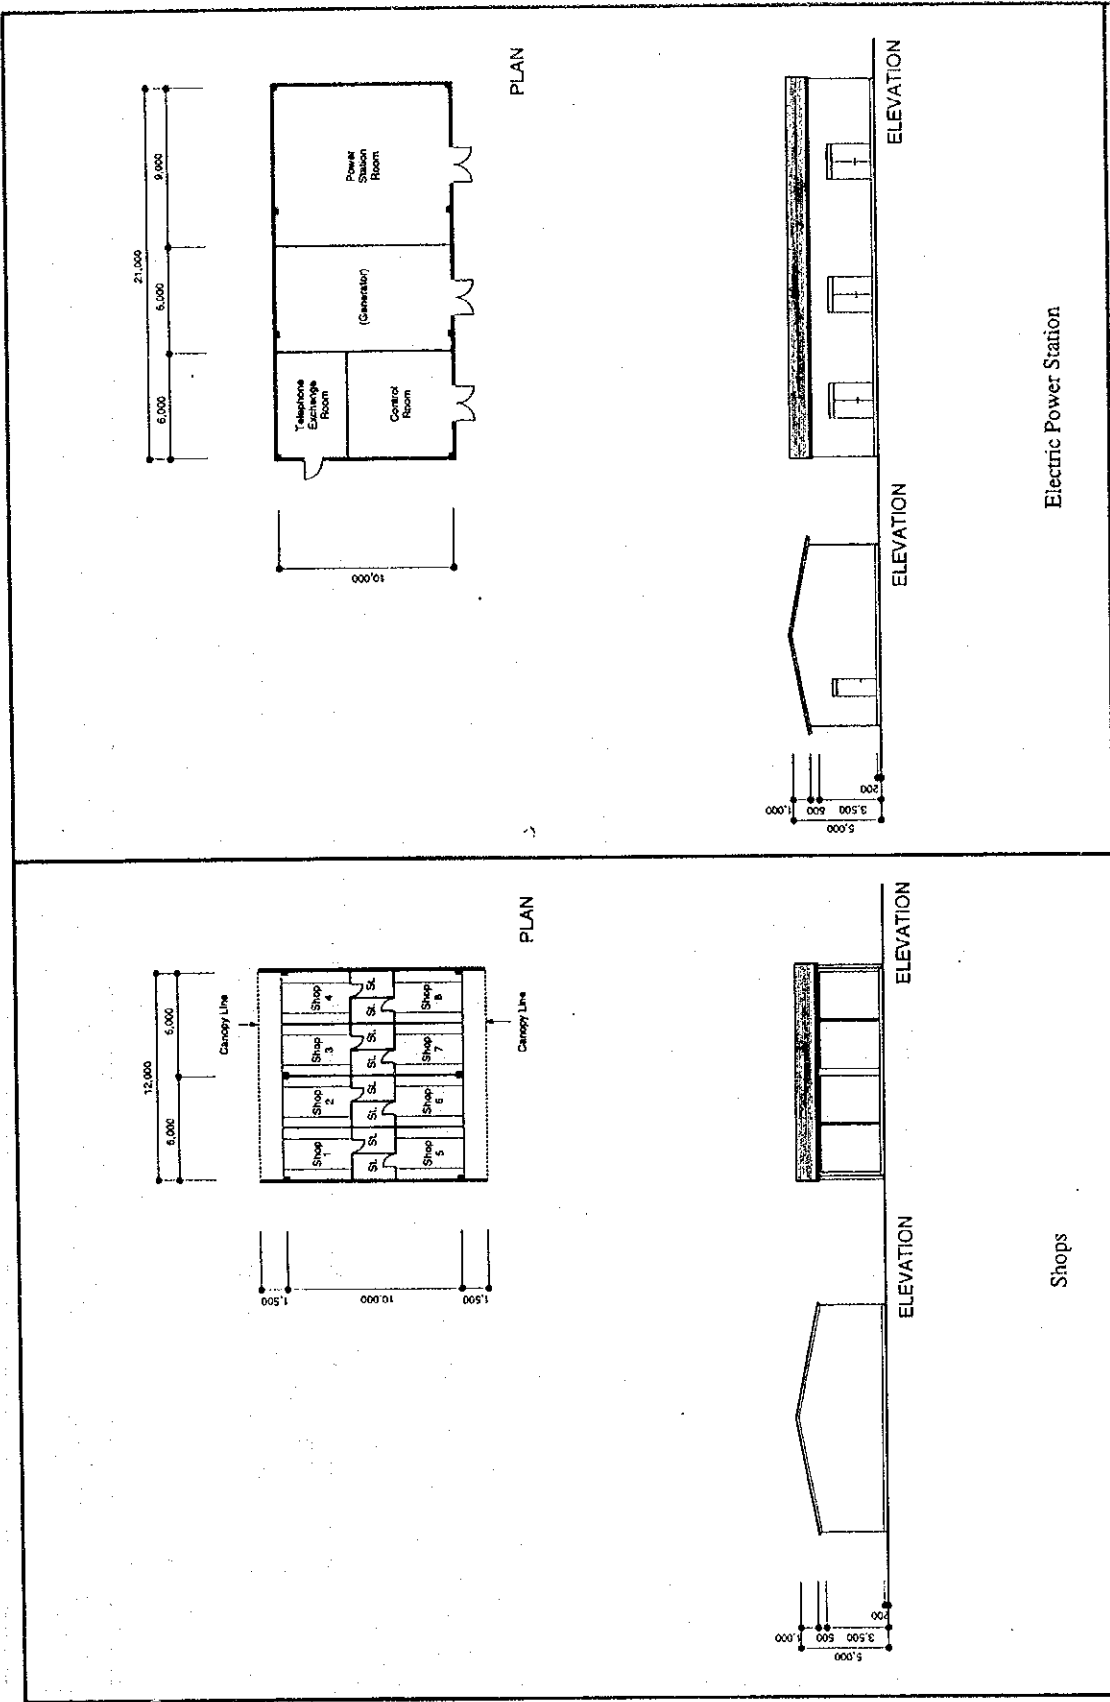 12,000
6,000
6,000
Canopy Line
Shop
1
Shop
2
Shop
3
Shop
4
St.
St.
St.
St.
St.
St.
St.
St.
Shop
5
Shop
6
Shop
7
Shop
8
Canopy Line
1,500
10,000
1,500
PLAN
1,000
500
3,500
200
5,000
ELEVATION
ELEVATION
Shops
21,000
6,000
6,000
9,000
Telephone
Exchange
Room
Control
Room
(Generator)
Power
Station
Room
10,000
PLAN
1,000
500
3,500
200
5,000
ELEVATION
ELEVATION
Electric Power Station